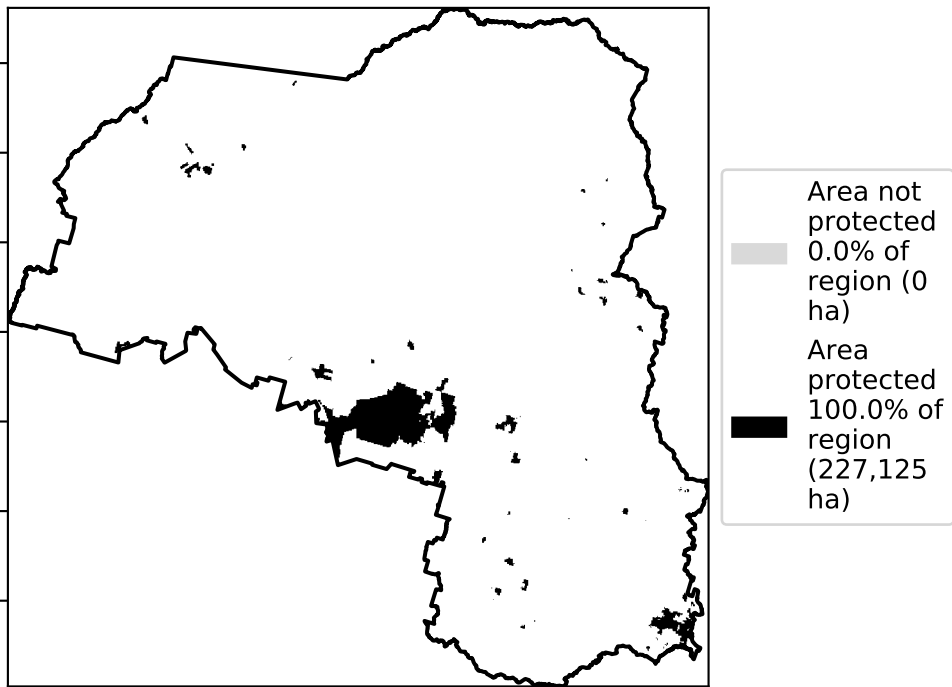 Area not
protected
0.0% of
region (0
ha)
Area
protected
100.0% of
region
(227,125
ha)